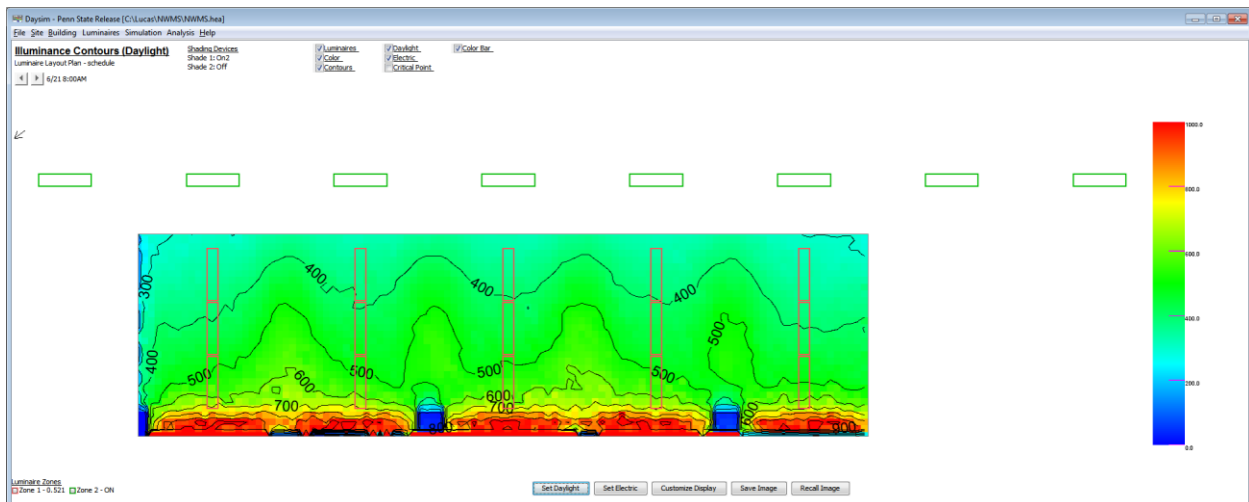 Daysim - Penn State Release [C:\Lucas\NWMS\NWMS.hea]
File Site Building Luminaires Simulation Analysis Help
Illuminance Contours (Daylight)
Luminaire Layout Plan - schedule
6/21 8:00AM
Shading Devices
Shade 1: On2
Shade 2: Off
Luminaires
Color
Contours
Daylight
Electric
Critical Point
Color Bar
1000.0
800.0
600.0
400.0
200.0
0.0
400
400
400
300
400
500
500
500
500
500
600
600
600
700
700
800
900
Luminaire Zones
Zone 1 - 0.521 Zone 2 - ON
Set Daylight Set Electric Customize Display Save Image Recall Image